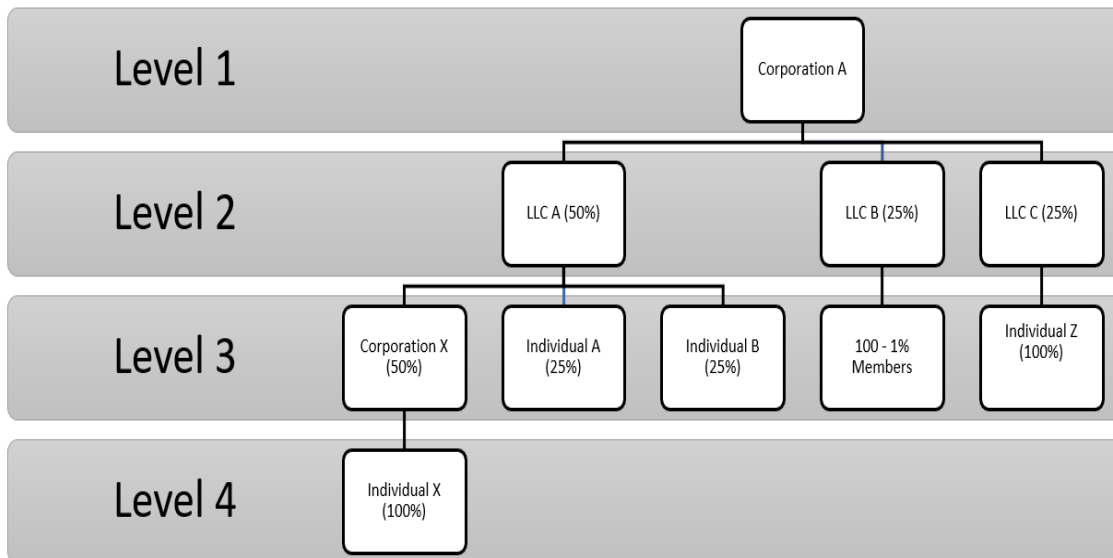 Level 1
Corporation A
Level 2
LLC A (50%)
LLC B (25%)
LLC C (25%)
Level 3
Corporation X
(50%)
Individual A
(25%)
Individual B
(25%)
100 - 1%
Members
Individual Z
(100%)
Level 4
Individual X
(100%)